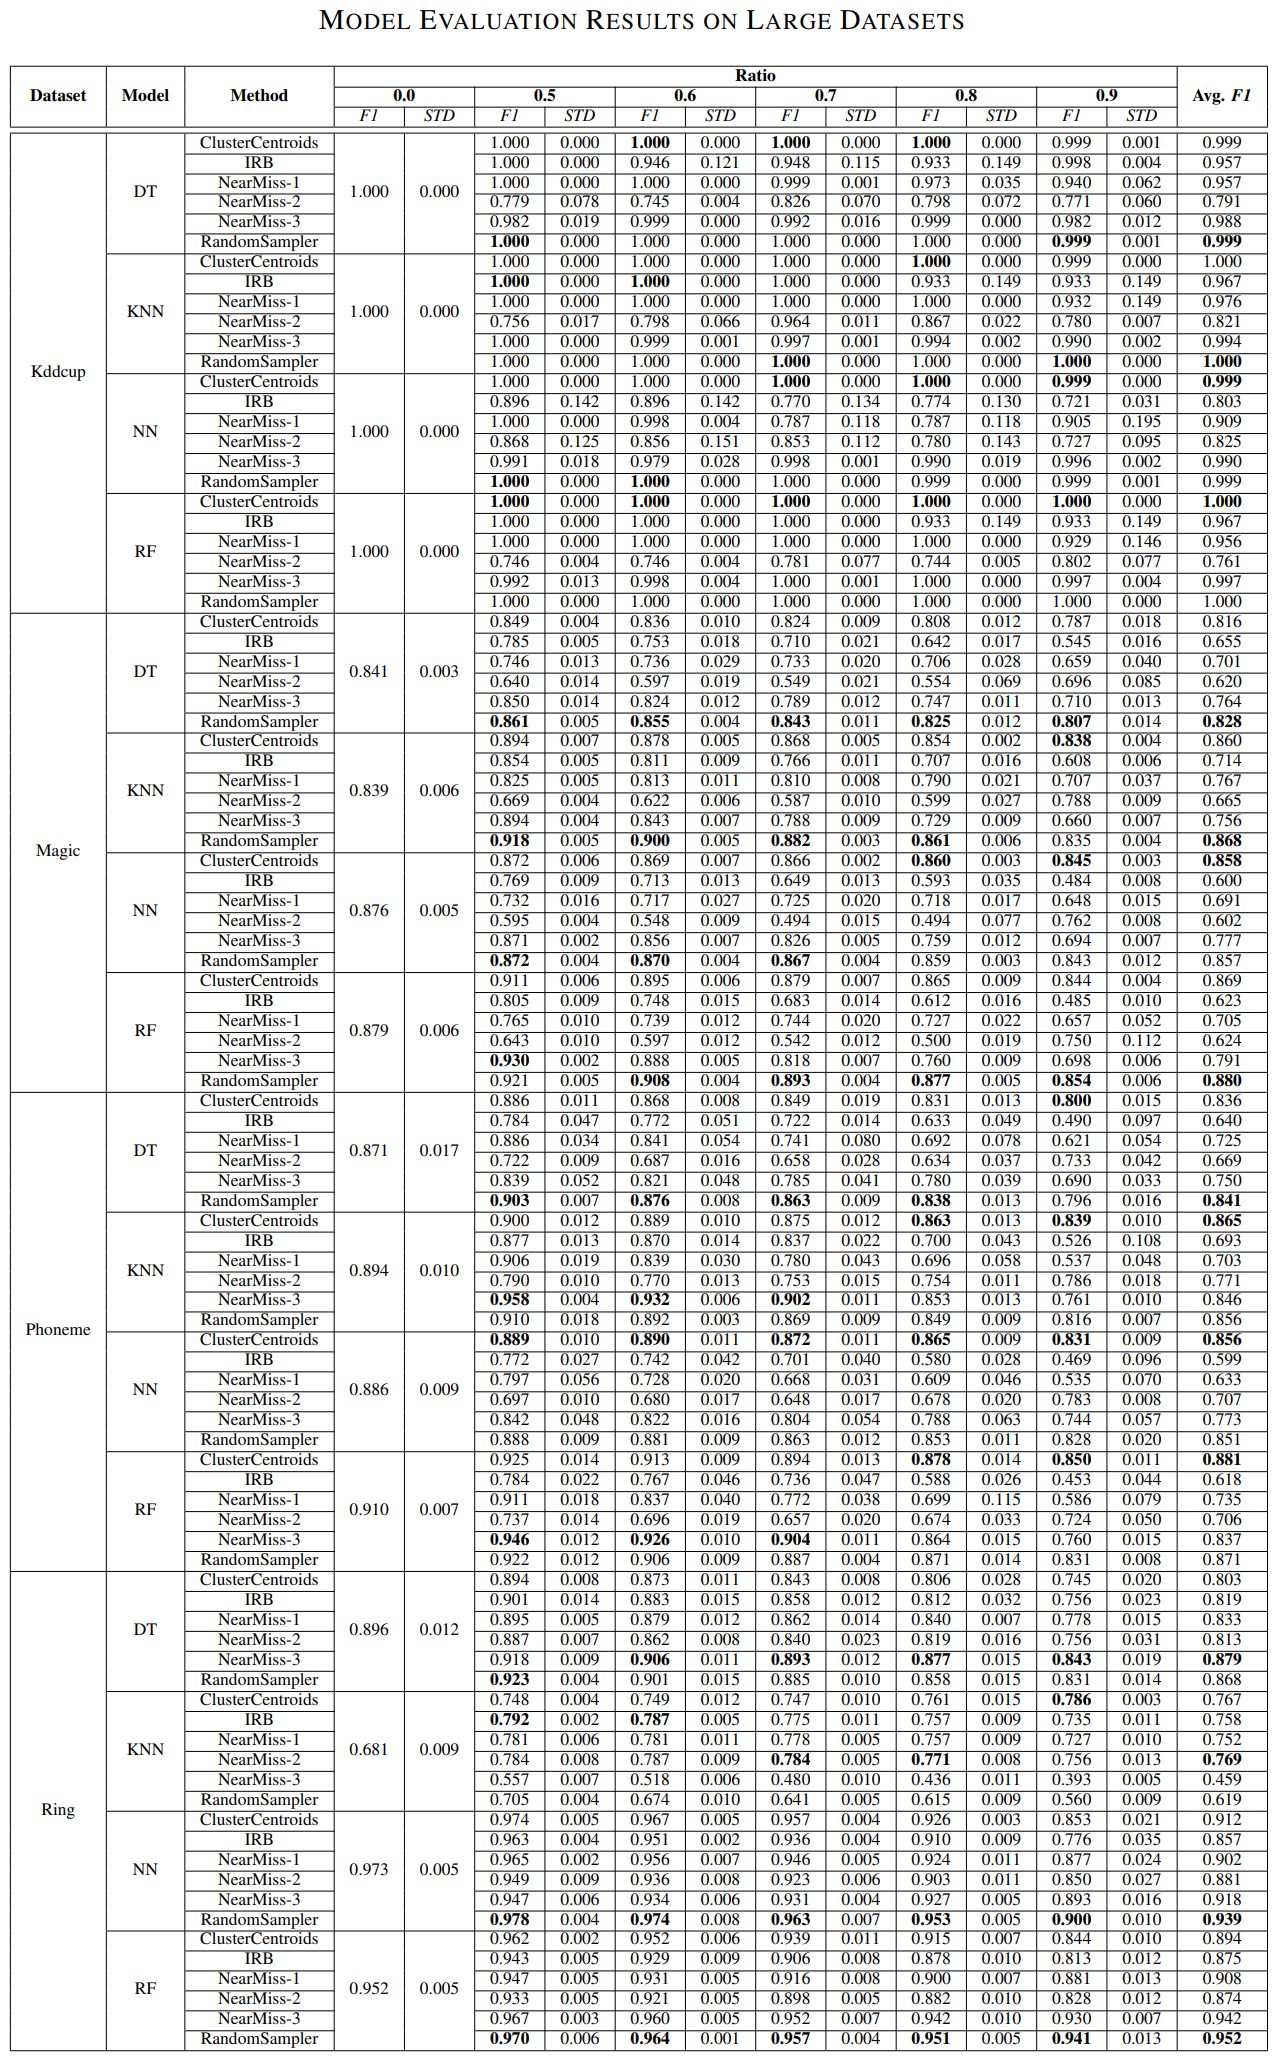 MODEL EVALUATION RESULTS ON LARGE DATASETS
Dataset Model Method Ratio Avg. F1
0.0 0.5 0.6 0.7 0.8 0.9
F1 STD F1 STD F1 STD F1 STD F1 STD F1 STD
Kddcup
DT 1.000 0.000
ClusterCentroids 1.000 0.000 1.000 0.000 1.000 0.000 1.000 0.000 0.999 0.001 0.999
IRB 1.000 0.000 0.946 0.121 0.948 0.115 0.933 0.149 0.998 0.004 0.957
NearMiss-1 1.000 0.000 1.000 0.000 0.999 0.001 0.973 0.035 0.940 0.062 0.957
NearMiss-2 0.779 0.078 0.745 0.004 0.826 0.070 0.798 0.072 0.771 0.060 0.791
NearMiss-3 0.982 0.019 0.999 0.000 0.992 0.016 0.999 0.000 0.982 0.012 0.988
RandomSampler 1.000 0.000 1.000 0.000 1.000 0.000 1.000 0.000 0.999 0.001 0.999
KNN 1.000 0.000
ClusterCentroids 1.000 0.000 1.000 0.000 1.000 0.000 1.000 0.000 0.999 0.000 1.000
IRB 1.000 0.000 1.000 0.000 1.000 0.000 0.933 0.149 0.933 0.149 0.967
NearMiss-1 1.000 0.000 1.000 0.000 1.000 0.000 1.000 0.000 0.932 0.149 0.976
NearMiss-2 0.756 0.017 0.798 0.066 0.964 0.011 0.867 0.022 0.780 0.007 0.821
NearMiss-3 1.000 0.000 0.999 0.001 0.997 0.001 0.994 0.002 0.990 0.002 0.994
RandomSampler 1.000 0.000 1.000 0.000 1.000 0.000 1.000 0.000 1.000 0.000 1.000
NN 1.000 0.000
ClusterCentroids 1.000 0.000 1.000 0.000 1.000 0.000 1.000 0.000 0.999 0.000 0.999
IRB 0.896 0.142 0.896 0.142 0.770 0.134 0.774 0.130 0.721 0.031 0.803
NearMiss-1 1.000 0.000 0.998 0.004 0.787 0.118 0.787 0.118 0.905 0.195 0.909
NearMiss-2 0.868 0.125 0.856 0.151 0.853 0.112 0.780 0.143 0.727 0.095 0.825
NearMiss-3 0.991 0.018 0.979 0.028 0.998 0.001 0.990 0.019 0.996 0.002 0.990
RandomSampler 1.000 0.000 1.000 0.000 1.000 0.000 0.999 0.000 0.999 0.001 0.999
RF 1.000 0.000
ClusterCentroids 1.000 0.000 1.000 0.000 1.000 0.000 1.000 0.000 1.000 0.000 1.000
IRB 1.000 0.000 1.000 0.000 1.000 0.000 0.933 0.149 0.933 0.149 0.967
NearMiss-1 1.000 0.000 1.000 0.000 1.000 0.000 1.000 0.000 0.929 0.146 0.956
NearMiss-2 0.746 0.004 0.746 0.004 0.781 0.077 0.744 0.005 0.802 0.077 0.761
NearMiss-3 0.992 0.013 0.998 0.004 1.000 0.001 1.000 0.000 0.997 0.004 0.997
RandomSampler 1.000 0.000 1.000 0.000 1.000 0.000 1.000 0.000 1.000 0.000 1.000
Magic
DT 0.841 0.003
ClusterCentroids 0.849 0.004 0.836 0.010 0.824 0.009 0.808 0.012 0.787 0.018 0.816
IRB 0.785 0.005 0.753 0.018 0.710 0.021 0.642 0.017 0.545 0.016 0.655
NearMiss-1 0.746 0.013 0.736 0.029 0.733 0.020 0.706 0.028 0.659 0.040 0.701
NearMiss-2 0.640 0.014 0.597 0.019 0.549 0.021 0.554 0.069 0.696 0.085 0.620
NearMiss-3 0.850 0.014 0.824 0.012 0.789 0.012 0.747 0.011 0.710 0.013 0.764
RandomSampler 0.861 0.005 0.855 0.004 0.843 0.011 0.825 0.012 0.807 0.014 0.828
KNN 0.839 0.006
ClusterCentroids 0.894 0.007 0.878 0.005 0.868 0.005 0.854 0.002 0.838 0.004 0.860
IRB 0.854 0.005 0.811 0.009 0.766 0.011 0.707 0.016 0.608 0.006 0.714
NearMiss-1 0.825 0.005 0.813 0.011 0.810 0.008 0.790 0.021 0.707 0.037 0.767
NearMiss-2 0.669 0.004 0.622 0.006 0.587 0.010 0.599 0.027 0.788 0.009 0.665
NearMiss-3 0.894 0.004 0.843 0.007 0.788 0.009 0.729 0.009 0.660 0.007 0.756
RandomSampler 0.918 0.005 0.900 0.005 0.882 0.003 0.861 0.006 0.835 0.004 0.868
NN 0.876 0.005
ClusterCentroids 0.872 0.006 0.869 0.007 0.866 0.002 0.860 0.003 0.845 0.003 0.858
IRB 0.769 0.009 0.713 0.013 0.649 0.013 0.593 0.035 0.484 0.008 0.600
NearMiss-1 0.732 0.016 0.717 0.027 0.725 0.020 0.718 0.017 0.648 0.015 0.691
NearMiss-2 0.595 0.004 0.548 0.009 0.494 0.015 0.494 0.077 0.762 0.008 0.602
NearMiss-3 0.871 0.002 0.856 0.007 0.826 0.005 0.759 0.012 0.694 0.007 0.777
RandomSampler 0.872 0.004 0.870 0.004 0.867 0.004 0.859 0.003 0.843 0.012 0.857
RF 0.879 0.006
ClusterCentroids 0.911 0.006 0.895 0.006 0.879 0.007 0.865 0.009 0.844 0.004 0.869
IRB 0.805 0.009 0.748 0.015 0.683 0.014 0.612 0.016 0.485 0.010 0.623
NearMiss-1 0.765 0.010 0.739 0.012 0.744 0.020 0.727 0.022 0.657 0.052 0.705
NearMiss-2 0.643 0.010 0.597 0.012 0.542 0.012 0.500 0.019 0.750 0.112 0.624
NearMiss-3 0.930 0.002 0.888 0.005 0.818 0.007 0.760 0.009 0.698 0.006 0.791
RandomSampler 0.921 0.005 0.908 0.004 0.893 0.004 0.877 0.005 0.854 0.006 0.880
Phoneme
DT 0.871 0.017
ClusterCentroids 0.886 0.011 0.868 0.008 0.849 0.019 0.831 0.013 0.800 0.015 0.836
IRB 0.784 0.047 0.772 0.051 0.722 0.014 0.633 0.049 0.490 0.097 0.640
NearMiss-1 0.886 0.034 0.841 0.054 0.741 0.080 0.692 0.078 0.621 0.054 0.725
NearMiss-2 0.722 0.009 0.687 0.016 0.658 0.028 0.634 0.037 0.733 0.042 0.669
NearMiss-3 0.839 0.052 0.821 0.048 0.785 0.041 0.780 0.039 0.690 0.033 0.750
RandomSampler 0.903 0.007 0.876 0.008 0.863 0.009 0.838 0.013 0.796 0.016 0.841
KNN 0.894 0.010
ClusterCentroids 0.900 0.012 0.889 0.010 0.875 0.012 0.863 0.013 0.839 0.010 0.865
IRB 0.877 0.013 0.870 0.014 0.837 0.022 0.700 0.043 0.526 0.108 0.693
NearMiss-1 0.906 0.019 0.839 0.030 0.780 0.043 0.696 0.058 0.537 0.048 0.703
NearMiss-2 0.790 0.010 0.770 0.013 0.753 0.015 0.754 0.011 0.786 0.018 0.771
NearMiss-3 0.958 0.004 0.932 0.006 0.902 0.011 0.853 0.013 0.761 0.010 0.846
RandomSampler 0.910 0.018 0.892 0.003 0.869 0.009 0.849 0.009 0.816 0.007 0.856
NN 0.886 0.009
ClusterCentroids 0.889 0.010 0.890 0.011 0.872 0.011 0.865 0.009 0.831 0.009 0.856
IRB 0.772 0.027 0.742 0.042 0.701 0.040 0.580 0.028 0.469 0.096 0.599
NearMiss-1 0.797 0.056 0.728 0.020 0.668 0.031 0.609 0.046 0.535 0.070 0.633
NearMiss-2 0.697 0.010 0.680 0.017 0.648 0.017 0.678 0.020 0.783 0.008 0.707
NearMiss-3 0.842 0.048 0.822 0.016 0.804 0.054 0.788 0.063 0.744 0.057 0.773
RandomSampler 0.888 0.009 0.881 0.009 0.863 0.012 0.853 0.011 0.828 0.020 0.851
RF 0.910 0.007
ClusterCentroids 0.925 0.014 0.913 0.009 0.894 0.013 0.878 0.014 0.850 0.011 0.881
IRB 0.784 0.022 0.767 0.046 0.736 0.047 0.588 0.026 0.453 0.044 0.618
NearMiss-1 0.911 0.018 0.837 0.040 0.772 0.038 0.699 0.115 0.586 0.079 0.735
NearMiss-2 0.737 0.014 0.696 0.019 0.657 0.020 0.674 0.033 0.724 0.050 0.706
NearMiss-3 0.946 0.012 0.926 0.010 0.904 0.011 0.864 0.015 0.760 0.015 0.837
RandomSampler 0.922 0.012 0.906 0.009 0.887 0.004 0.871 0.014 0.831 0.008 0.871
Ring
DT 0.896 0.012
ClusterCentroids 0.894 0.008 0.873 0.011 0.843 0.008 0.806 0.028 0.745 0.020 0.803
IRB 0.901 0.014 0.883 0.015 0.858 0.012 0.812 0.032 0.756 0.023 0.819
NearMiss-1 0.895 0.005 0.879 0.012 0.862 0.014 0.840 0.007 0.778 0.015 0.833
NearMiss-2 0.887 0.007 0.862 0.008 0.840 0.023 0.819 0.016 0.756 0.031 0.813
NearMiss-3 0.918 0.009 0.906 0.011 0.893 0.012 0.877 0.015 0.843 0.019 0.879
RandomSampler 0.923 0.004 0.901 0.015 0.885 0.010 0.858 0.015 0.831 0.014 0.868
KNN 0.681 0.009
ClusterCentroids 0.748 0.004 0.749 0.012 0.747 0.010 0.761 0.015 0.786 0.003 0.767
IRB 0.792 0.002 0.787 0.005 0.775 0.011 0.757 0.009 0.735 0.011 0.758
NearMiss-1 0.781 0.006 0.781 0.011 0.778 0.005 0.757 0.009 0.727 0.010 0.752
NearMiss-2 0.784 0.008 0.787 0.009 0.784 0.005 0.771 0.008 0.756 0.013 0.769
NearMiss-3 0.557 0.007 0.518 0.006 0.480 0.010 0.436 0.011 0.393 0.005 0.459
RandomSampler 0.705 0.004 0.674 0.010 0.641 0.005 0.615 0.009 0.560 0.009 0.619
NN 0.973 0.005
ClusterCentroids 0.974 0.005 0.967 0.005 0.957 0.004 0.926 0.003 0.853 0.021 0.912
IRB 0.963 0.004 0.951 0.002 0.936 0.004 0.910 0.009 0.776 0.035 0.857
NearMiss-1 0.965 0.002 0.956 0.007 0.946 0.005 0.924 0.011 0.877 0.024 0.902
NearMiss-2 0.949 0.009 0.936 0.008 0.923 0.006 0.903 0.011 0.850 0.027 0.881
NearMiss-3 0.947 0.006 0.934 0.006 0.931 0.004 0.927 0.005 0.893 0.016 0.918
RandomSampler 0.978 0.004 0.974 0.008 0.963 0.007 0.953 0.005 0.900 0.010 0.939
RF 0.952 0.005
ClusterCentroids 0.962 0.002 0.952 0.006 0.939 0.011 0.915 0.007 0.844 0.010 0.894
IRB 0.943 0.005 0.929 0.009 0.906 0.008 0.878 0.010 0.813 0.012 0.875
NearMiss-1 0.947 0.005 0.931 0.005 0.916 0.008 0.900 0.007 0.881 0.013 0.908
NearMiss-2 0.933 0.005 0.921 0.005 0.898 0.005 0.882 0.010 0.828 0.012 0.874
NearMiss-3 0.967 0.003 0.960 0.005 0.952 0.007 0.942 0.010 0.930 0.007 0.942
RandomSampler 0.970 0.006 0.964 0.001 0.957 0.004 0.951 0.005 0.941 0.013 0.952